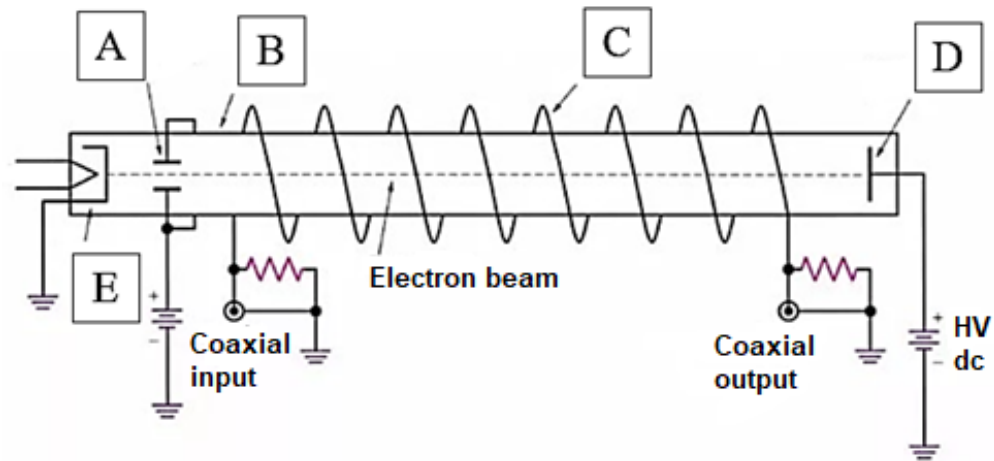 A
B
C
D
E
Electron beam
+
−
Coaxial
input
Coaxial
output
+
−
HV
dc